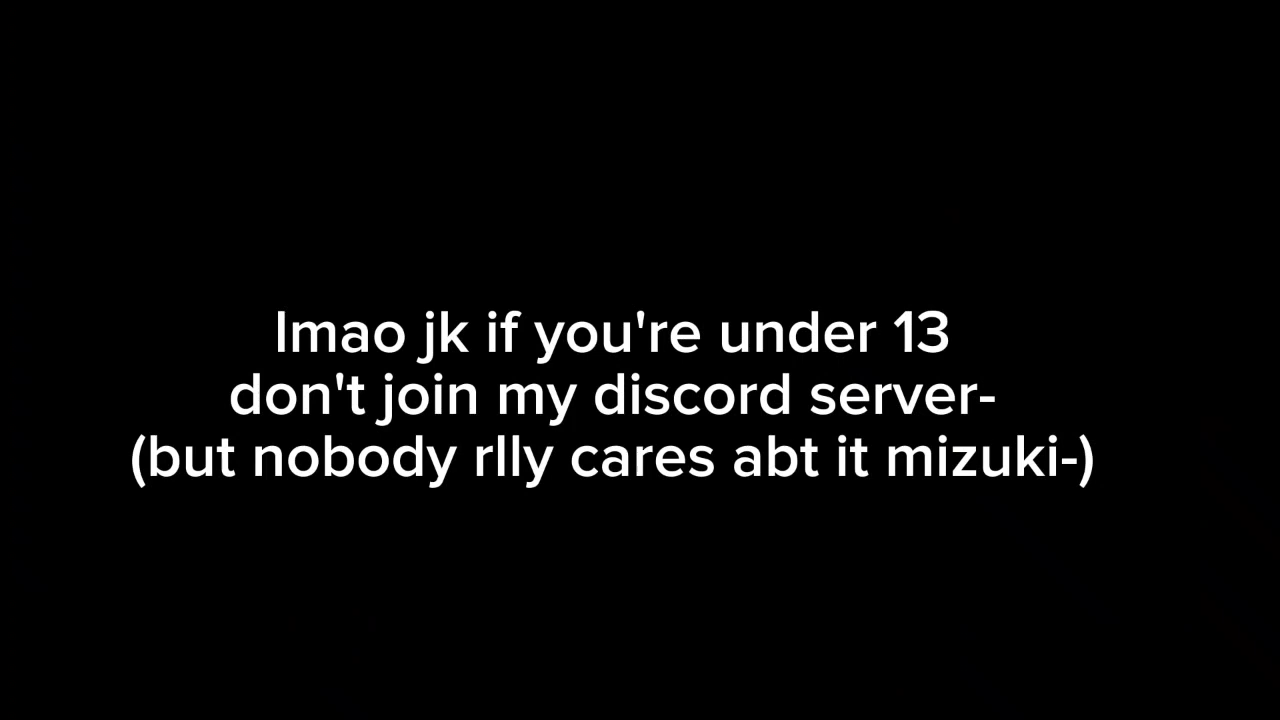 lmao jk if you're under 13
don't join my discord server-
(but nobody rlly cares abt it mizuki-)